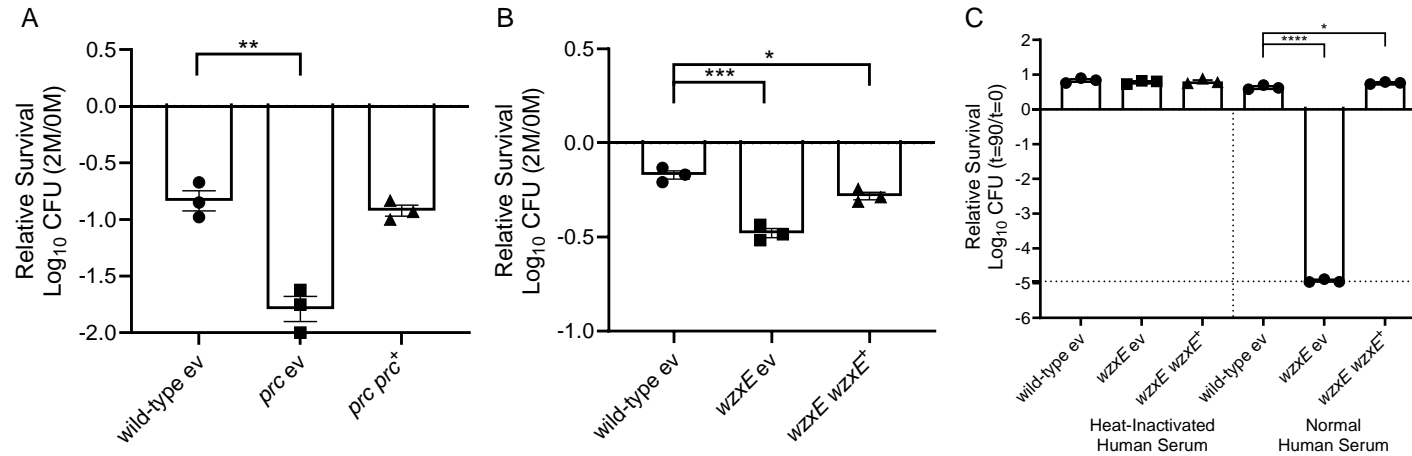 A
Relative Survival
Log₁₀ CFU (2M/0M)
0.5
0.0
-0.5
-1.0
-1.5
-2.0
**
wild-type ev
prc ev
prc prc⁺
B
Relative Survival
Log₁₀ CFU (2M/0M)
0.5
0.0
-0.5
-1.0
*
***
wild-type ev
wzxE ev
wzxE wzxE⁺
C
Relative Survival
Log₁₀ CFU (t=90/t=0)
2
1
0
-1
-2
-3
-4
-5
-6
*
****
wild-type ev
wzxE ev
wzxE wzxE⁺
wild-type ev
wzxE ev
wzxE wzxE⁺
Heat-Inactivated
Human Serum
Normal
Human Serum